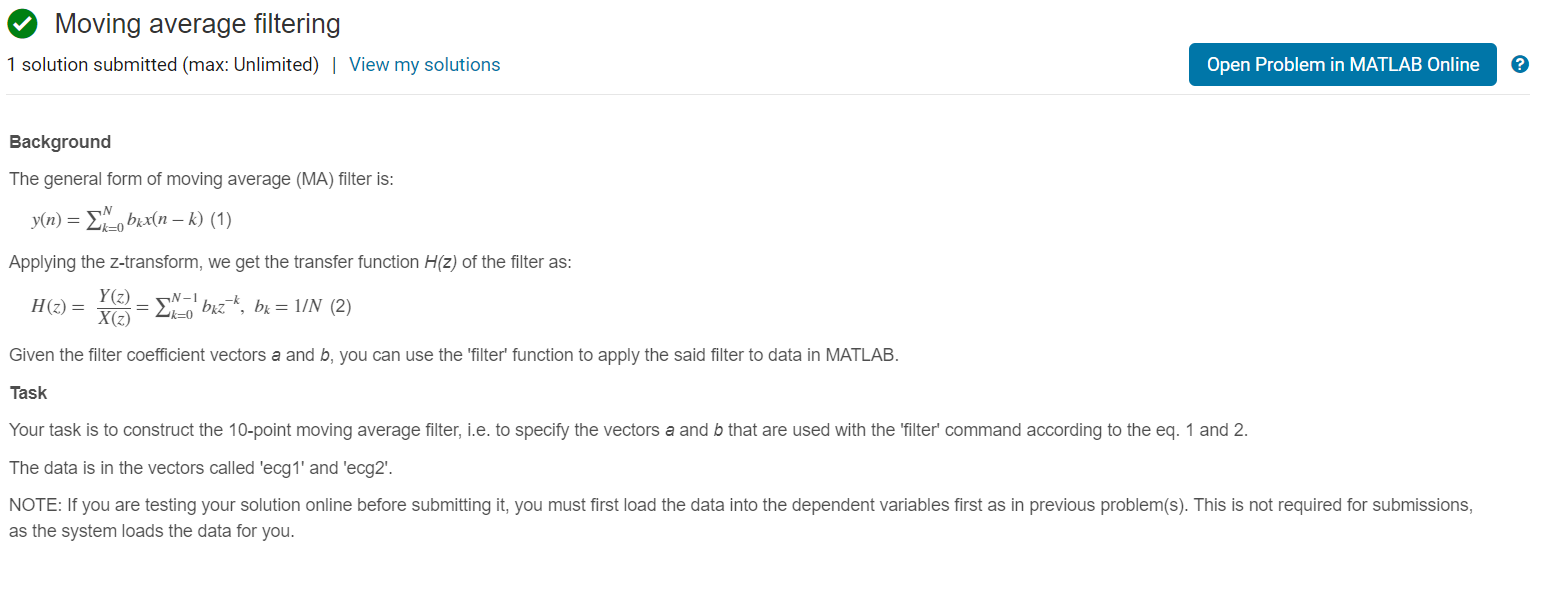 Moving average filtering
1 solution submitted (max: Unlimited) | View my solutions
Open Problem in MATLAB Online ?
Background
The general form of moving average (MA) filter is:
y(n) = ∑_{k=0}^{N} b_k x(n − k) (1)
Applying the z-transform, we get the transfer function H(z) of the filter as:
H(z) = Y(z)/X(z) = ∑_{k=0}^{N−1} b_k z^{−k}, b_k = 1/N (2)
Given the filter coefficient vectors a and b, you can use the 'filter' function to apply the said filter to data in MATLAB.
Task
Your task is to construct the 10-point moving average filter, i.e. to specify the vectors a and b that are used with the 'filter' command according to the eq. 1 and 2.
The data is in the vectors called 'ecg1' and 'ecg2'.
NOTE: If you are testing your solution online before submitting it, you must first load the data into the dependent variables first as in previous problem(s). This is not required for submissions,
as the system loads the data for you.